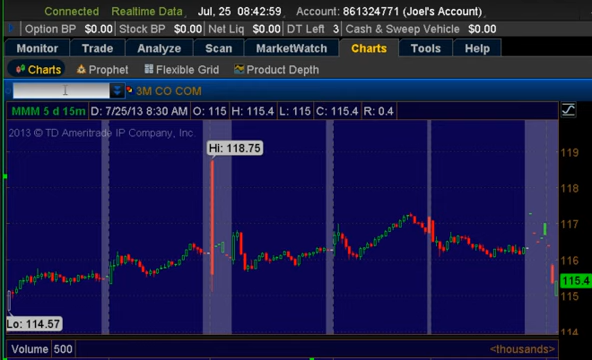 Connected Realtime Data Jul, 25 08:42:59 Account: 861324771 (Joel's Account)
Option BP $0.00 Stock BP $0.00 Net Liq $0.00 DT Left 3 Cash & Sweep Vehicle $0.00
Monitor Trade Analyze Scan MarketWatch Charts Tools Help
Charts Prophet Flexible Grid Product Depth
3M CO COM
MMM 5 d 15m D: 7/25/13 8:30 AM O: 115 H: 115.4 L: 115 C: 115.4 R: 0.4
2013 © TD Ameritrade IP Company, Inc
Hi: 118.75
119
118
117
116
115.4
115
Lo: 114.57
114
Volume 500 <thousands>